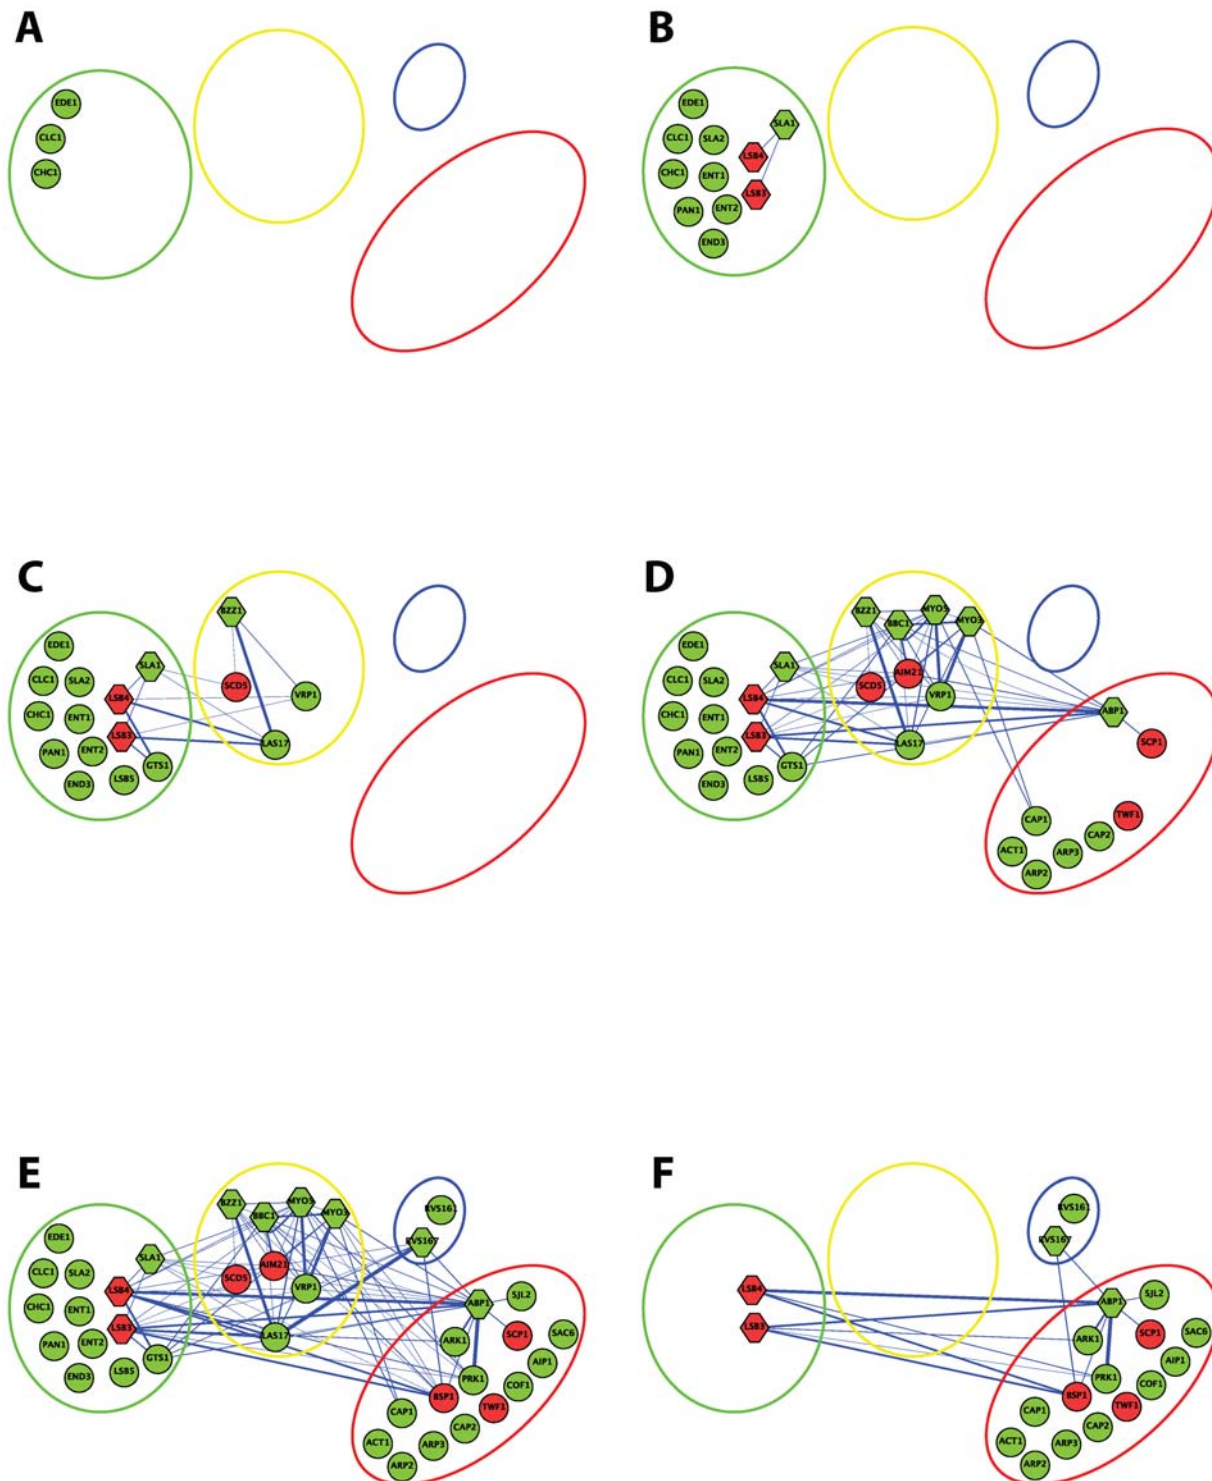 A
EDE1
CLC1
CHC1
B
EDE1
SLA1
CLC1
SLA2
LSB4
CHC1
ENT1
LSB3
PAN1
ENT2
END3
C
BZZ1
EDE1
SLA1
CLC1
SLA2
SCD5
LSB4
VRP1
CHC1
ENT1
LSB3
LAS17
PAN1
ENT2
GTS1
END3
LSB5
D
BZZ1
BBC1
MYO5
MYO3
EDE1
SLA1
AIM21
CLC1
SLA2
SCD5
LSB4
VRP1
ABP1
CHC1
ENT1
LSB3
LAS17
SCP1
PAN1
ENT2
GTS1
END3
LSB5
CAP1
TWF1
CAP2
ACT1
ARP3
ARP2
E
BZZ1
BBC1
MYO5
MYO3
RVS161
EDE1
RVS167
SLA1
AIM21
CLC1
SLA2
SCD5
LSB4
VRP1
SJL2
ABP1
CHC1
ENT1
LSB3
LAS17
SCP1
SAC6
ARK1
PAN1
ENT2
GTS1
AIP1
END3
LSB5
PRK1
COF1
BSP1
TWF1
CAP1
CAP2
ACT1
ARP3
ARP2
F
RVS161
RVS167
LSB4
SJL2
ABP1
LSB3
SCP1
SAC6
ARK1
AIP1
PRK1
COF1
BSP1
TWF1
CAP1
CAP2
ACT1
ARP3
ARP2